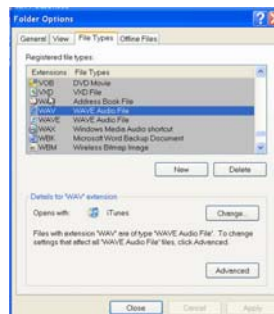 Folder Options
General View File Types Offline Files
Registered file types:
Extensions File Types
VOB DVD Movie
VXD VXD File
Address Book File
WAV WAVE Audio File
WAVE WAVE Audio File
WAX Windows Media Audio shortcut
WBK Microsoft Word Backup Document
WBM Wireless Bitmap Image
New Delete
Details for 'WAV' extension
Opens with: iTunes Change...
Files with extension 'WAV' are of type 'WAVE Audio File'. To change
settings that affect all 'WAVE Audio File' files, click Advanced.
Advanced
Close Cancel Apply